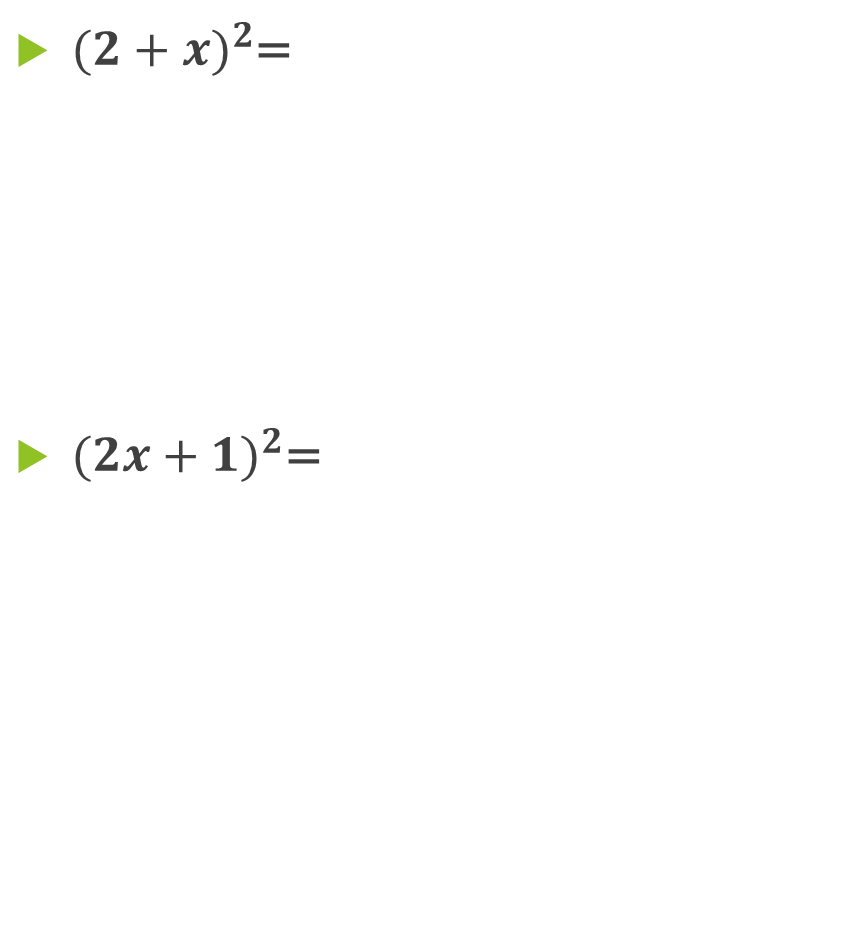 (2 + x)²=
(2x + 1)²=